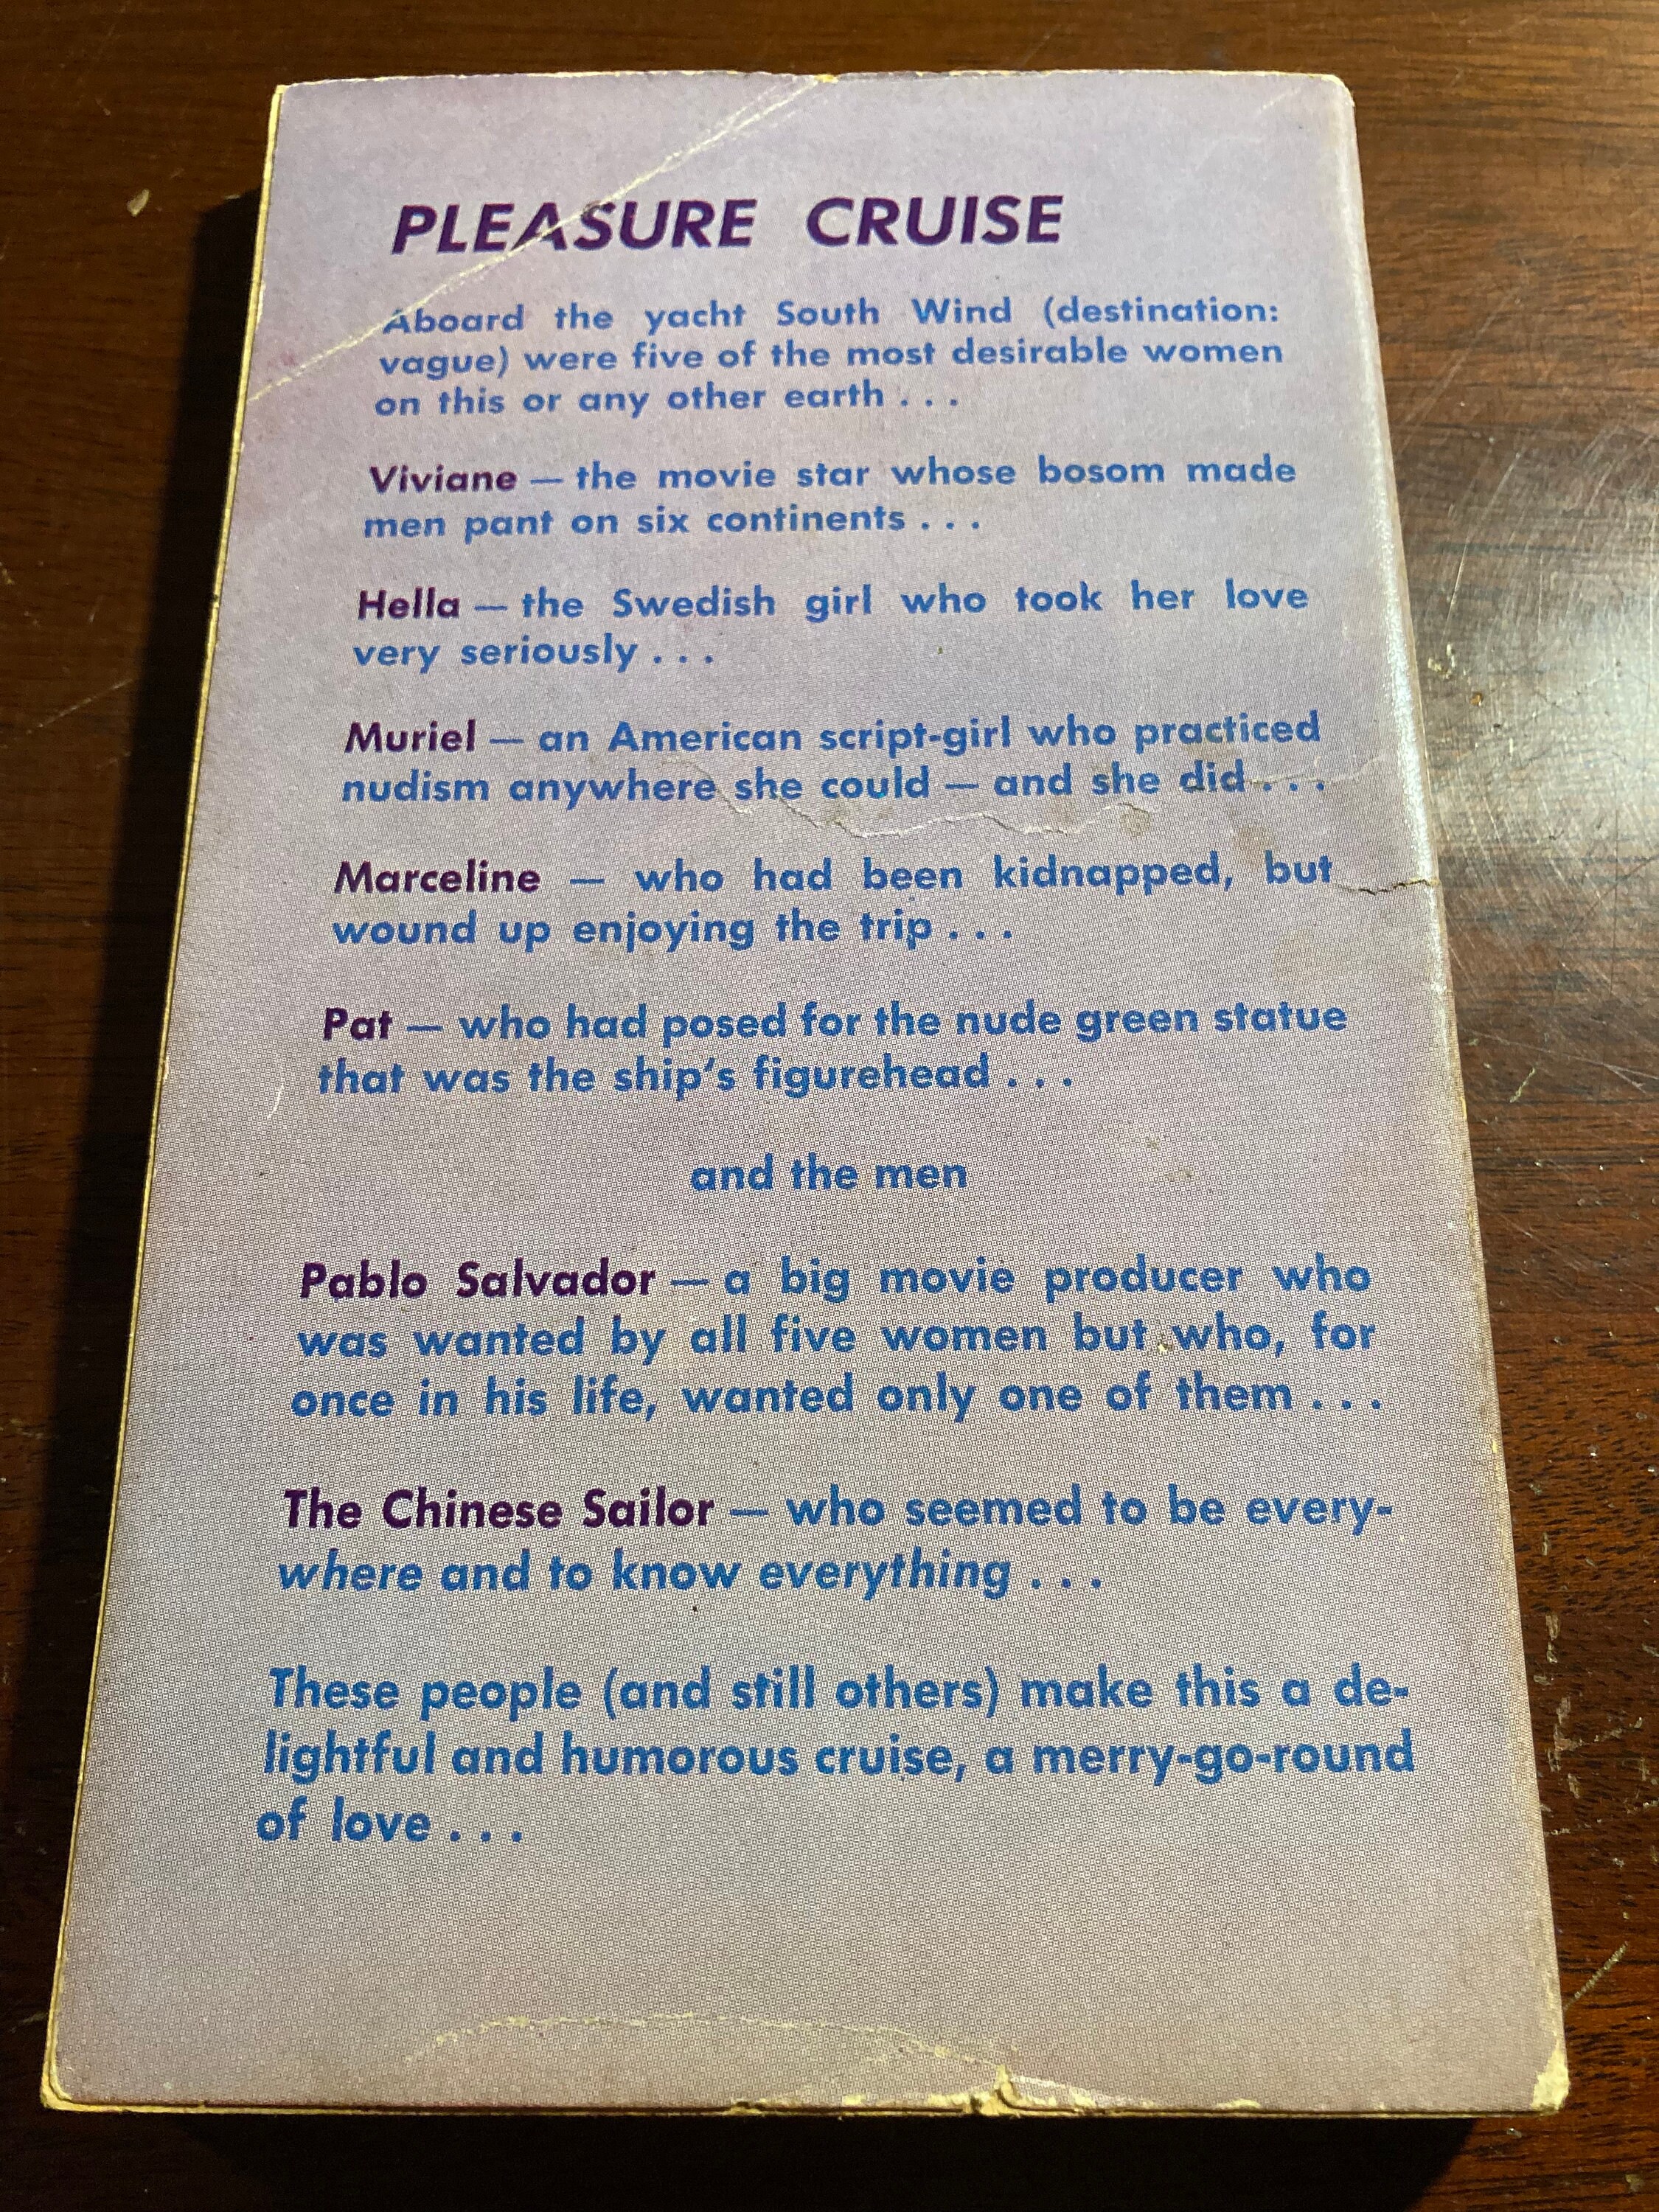 PLEASURE CRUISE
Aboard the yacht South Wind (destination:
vague) were five of the most desirable women
on this or any other earth . . .
Viviane — the movie star whose bosom made
men pant on six continents . . .
Hella — the Swedish girl who took her love
very seriously . . .
Muriel — an American script-girl who practiced
nudism anywhere she could — and she did . . .
Marceline — who had been kidnapped, but
wound up enjoying the trip . . .
Pat — who had posed for the nude green statue
that was the ship's figurehead . . .
and the men
Pablo Salvador — a big movie producer who
was wanted by all five women but who, for
once in his life, wanted only one of them . . .
The Chinese Sailor — who seemed to be every-
where and to know everything . . .
These people (and still others) make this a de-
lightful and humorous cruise, a merry-go-round
of love . . .